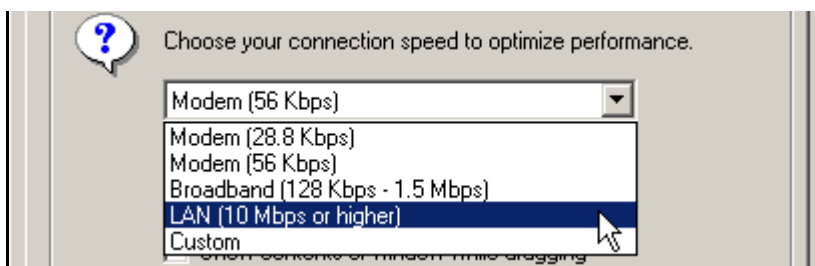 Choose your connection speed to optimize performance.
Modem (56 Kbps)
Modem (28.8 Kbps)
Modem (56 Kbps)
Broadband (128 Kbps - 1.5 Mbps)
LAN (10 Mbps or higher)
Custom